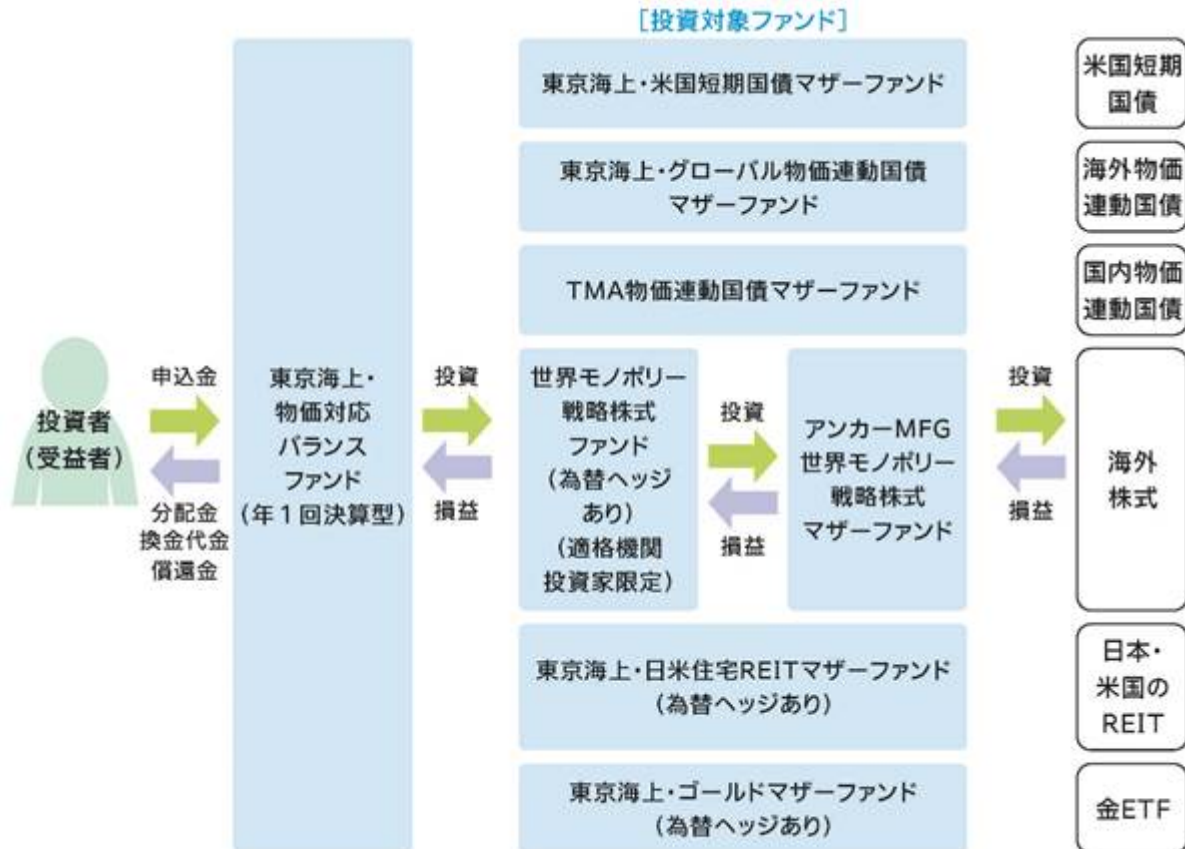 ［投資対象ファンド］
東京海上・米国短期国債マザーファンド
米国短期
国債
東京海上・グローバル物価連動国債
マザーファンド
海外物価
連動国債
TMA物価連動国債マザーファンド
国内物価
連動国債
投資者
（受益者）
申込金
分配金
換金代金
償還金
東京海上・
物価対応
バランス
ファンド
（年１回決算型）
投資
損益
世界モノポリー
戦略株式
ファンド
（為替ヘッジ
あり）
（適格機関
投資家限定）
投資
損益
アンカーMFG
世界モノポリー
戦略株式
マザーファンド
投資
損益
海外
株式
東京海上・日米住宅REITマザーファンド
（為替ヘッジあり）
日本・
米国の
REIT
東京海上・ゴールドマザーファンド
（為替ヘッジあり）
金ETF